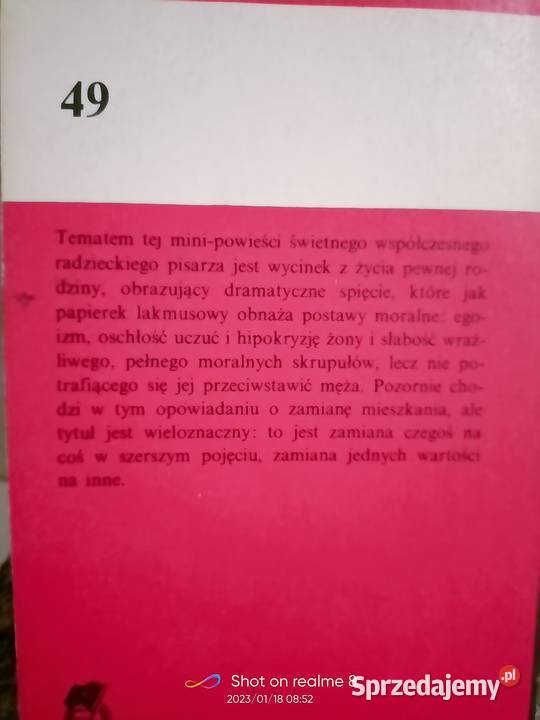 49
Tematem tej mini-powieści świetnego współczesnego
radzieckiego pisarza jest wycinek z życia pewnej ro-
dziny, obrazujący dramatyczne spięcie, które jak
papierek lakmusowy obnaża postawy moralne: ego-
izm, oschłość uczuć i hipokryzję żony i słabość wraż-
liwego, pełnego moralnych skrupułów, lecz nie po-
trafiącego się jej przeciwstawić męża. Pozornie cho-
dzi w tym opowiadaniu o zamianę mieszkania, ale
tytuł jest wieloznaczny: to jest zamiana czegoś na
coś w szerszym pojęciu, zamiana jednych wartości
na inne.
Shot on realme 8
2023/01/18 08:52
Sprzedajemy.pl